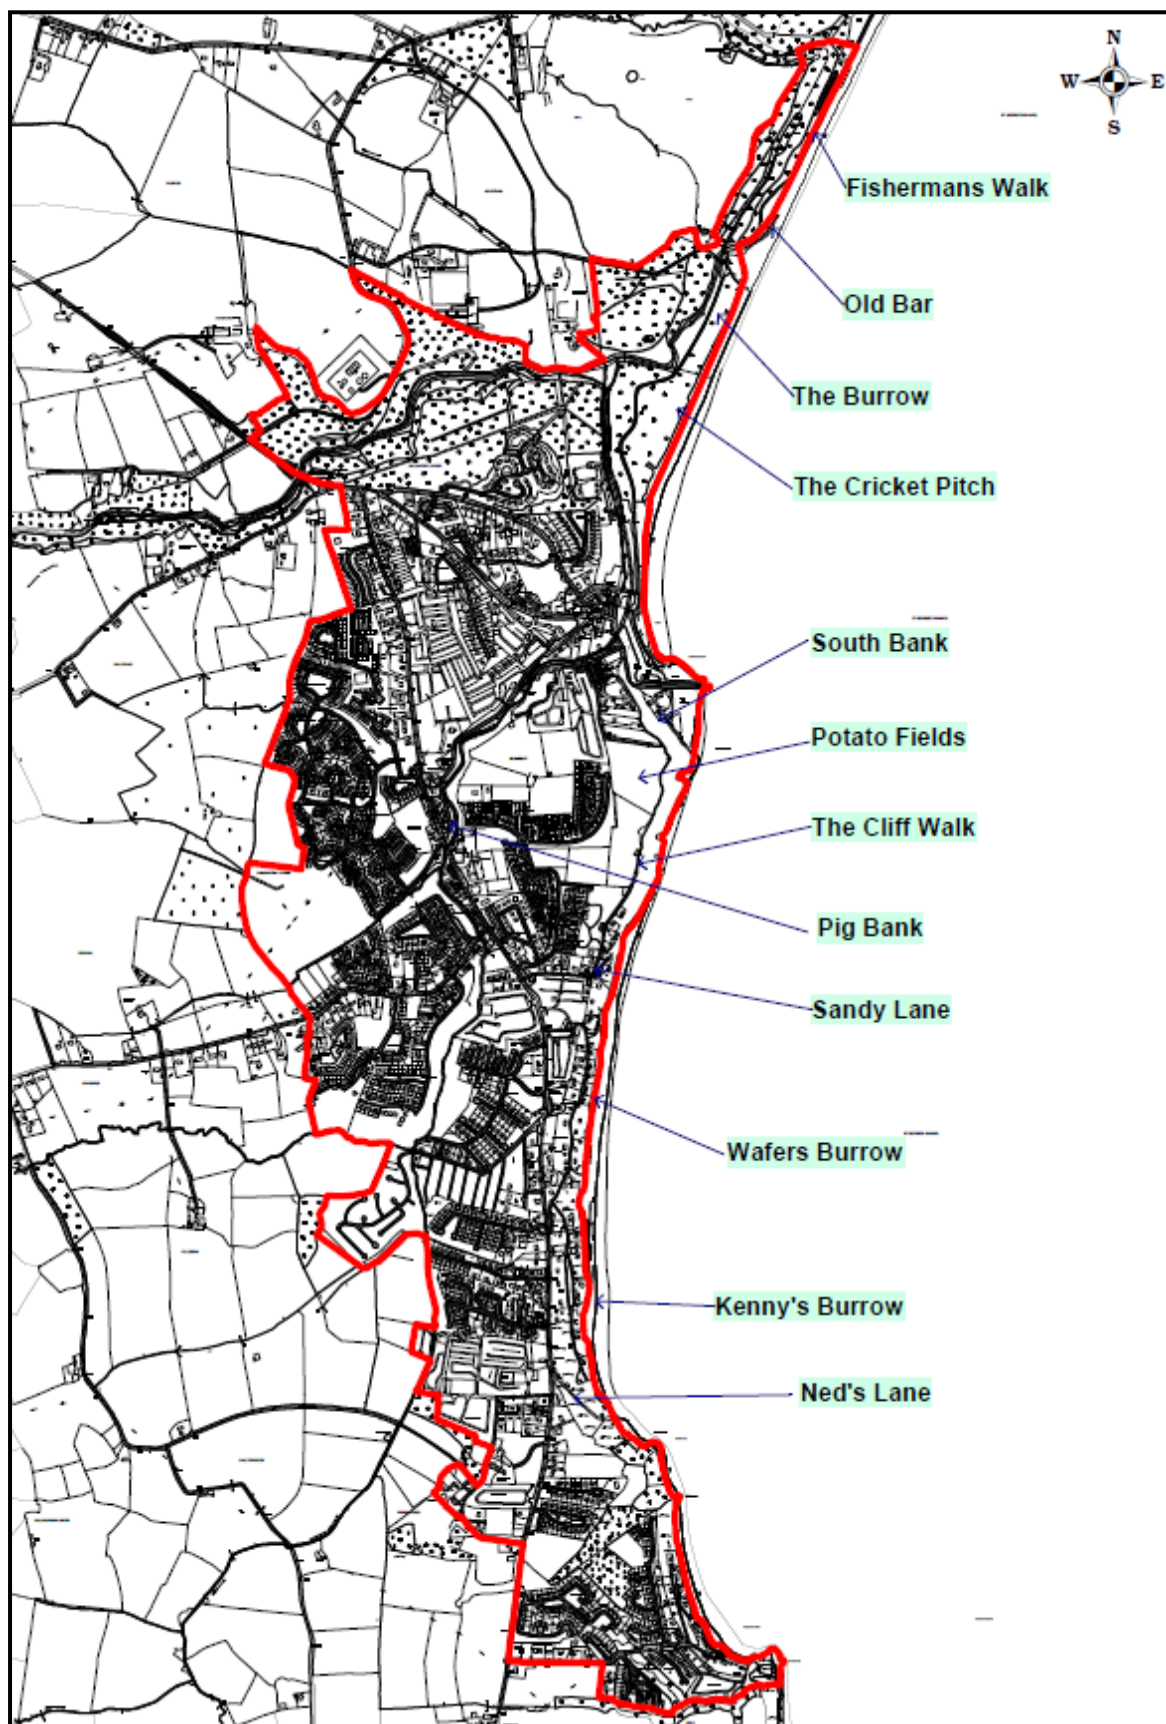 N
W E
S
Fishermans Walk
Old Bar
The Burrow
The Cricket Pitch
South Bank
Potato Fields
The Cliff Walk
Pig Bank
Sandy Lane
Wafers Burrow
Kenny's Burrow
Ned's Lane